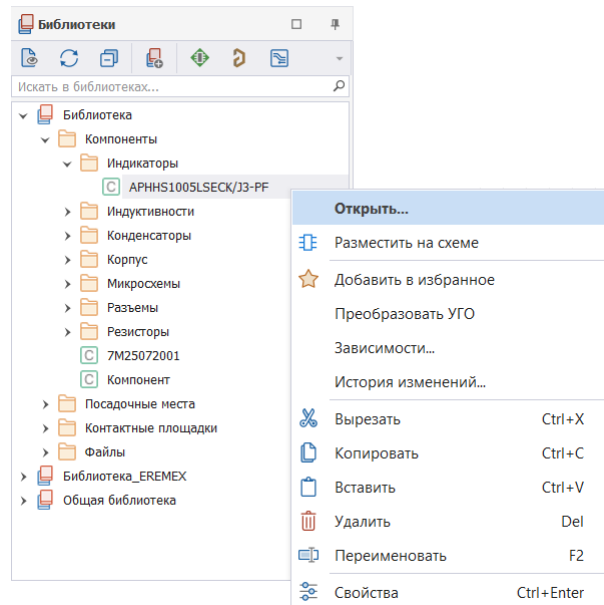 Библиотеки
Искать в библиотеках...
Библиотека
Компоненты
Индикаторы
C APHHS1005LSECK/J3-PF
Индуктивности
Конденсаторы
Корпус
Микросхемы
Разъемы
Резисторы
C 7M25072001
C Компонент
Посадочные места
Контактные площадки
Файлы
Библиотека_EREMEX
Общая библиотека
Открыть...
Разместить на схеме
Добавить в избранное
Преобразовать УГО
Зависимости...
История изменений...
Вырезать Ctrl+X
Копировать Ctrl+C
Вставить Ctrl+V
Удалить Del
Переименовать F2
Свойства Ctrl+Enter